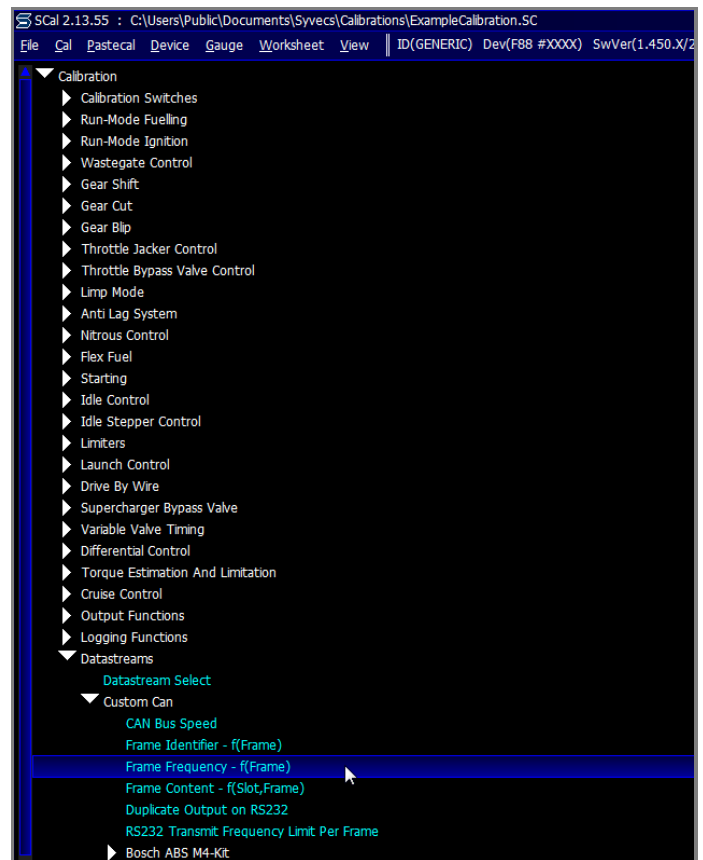 SCal 2.13.55 : C:\Users\Public\Documents\Syvecs\Calibrations\ExampleCalibration.SC
File Cal Pastecal Device Gauge Worksheet View ID(GENERIC) Dev(F88 #XXXX) SwVer(1.450.X/2
Calibration
Calibration Switches
Run-Mode Fuelling
Run-Mode Ignition
Wastegate Control
Gear Shift
Gear Cut
Gear Blip
Throttle Jacker Control
Throttle Bypass Valve Control
Limp Mode
Anti Lag System
Nitrous Control
Flex Fuel
Starting
Idle Control
Idle Stepper Control
Limiters
Launch Control
Drive By Wire
Supercharger Bypass Valve
Variable Valve Timing
Differential Control
Torque Estimation And Limitation
Cruise Control
Output Functions
Logging Functions
Datastreams
Datastream Select
Custom Can
CAN Bus Speed
Frame Identifier - f(Frame)
Frame Frequency - f(Frame)
Frame Content - f(Slot,Frame)
Duplicate Output on RS232
RS232 Transmit Frequency Limit Per Frame
Bosch ABS M4-Kit